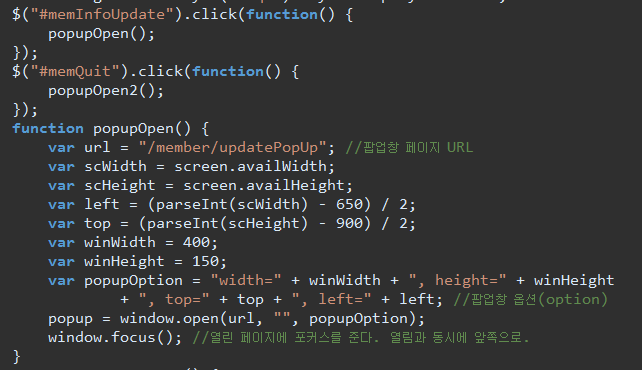 $("#memInfoUpdate").click(function() {
    popupOpen();
});
$("#memQuit").click(function() {
    popupOpen2();
});
function popupOpen() {
    var url = "/member/updatePopUp"; //팝업창 페이지 URL
    var scWidth = screen.availWidth;
    var scHeight = screen.availHeight;
    var left = (parseInt(scWidth) - 650) / 2;
    var top = (parseInt(scHeight) - 900) / 2;
    var winWidth = 400;
    var winHeight = 150;
    var popupOption = "width=" + winWidth + ", height=" + winHeight
            + ", top=" + top + ", left=" + left; //팝업창 옵션(option)
    popup = window.open(url, "", popupOption);
    window.focus(); //열린 페이지에 포커스를 준다. 열림과 동시에 앞쪽으로.
}